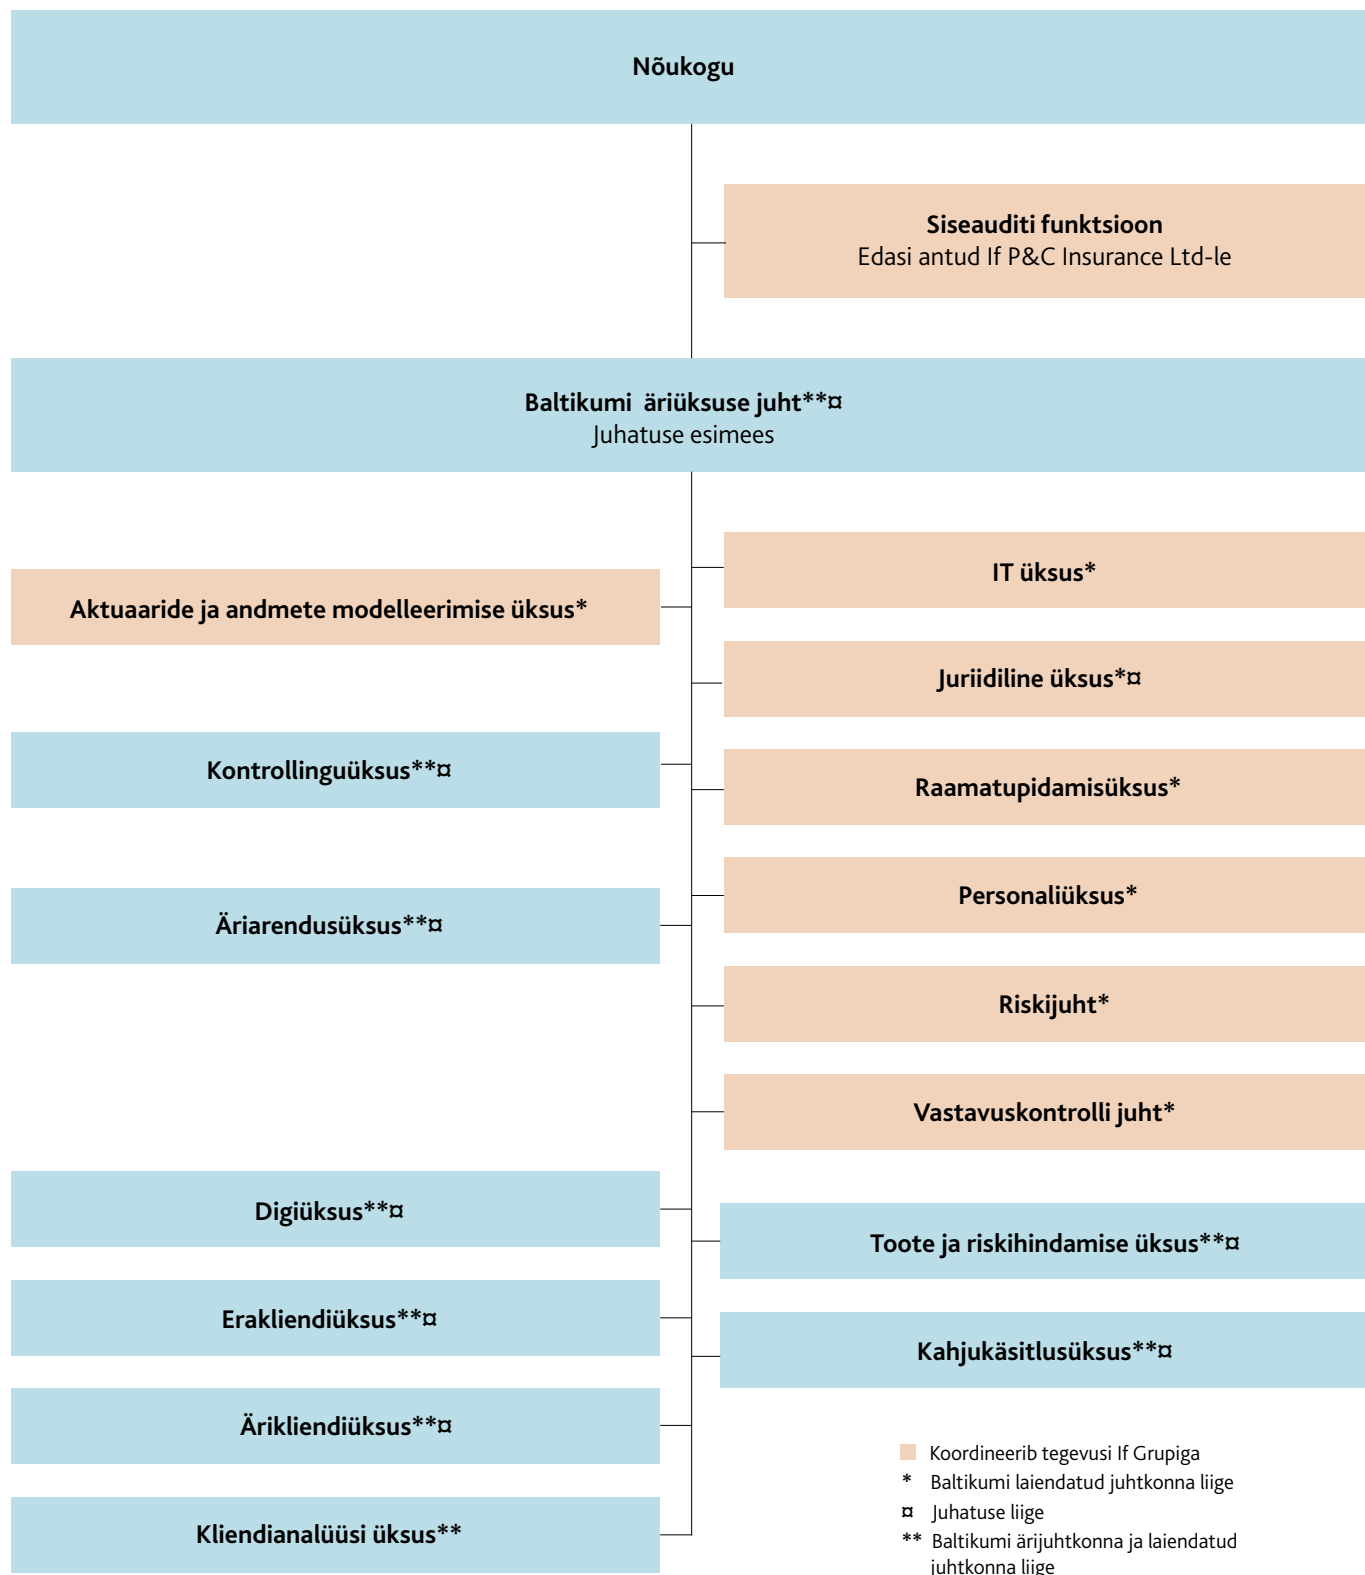 Nõukogu
Siseauditi funktsioon
Edasi antud If P&C Insurance Ltd-le
Baltikumi äriüksuse juht**¤
Juhatuse esimees
Aktuaaride ja andmete modelleerimise üksus*
Kontrollinguüksus**¤
Äriarendusüksus**¤
Digiüksus**¤
Erakliendiüksus**¤
Ärikliendiüksus**¤
Kliendianalüüsi üksus**
IT üksus*
Juriidiline üksus*¤
Raamatupidamisüksus*
Personaliüksus*
Riskijuht*
Vastavuskontrolli juht*
Toote ja riskihindamise üksus**¤
Kahjukäsitlusüksus**¤
Koordineerib tegevusi If Grupiga
* Baltikumi laiendatud juhtkonna liige
¤ Juhatuse liige
** Baltikumi ärijuhtkonna ja laiendatud
juhtkonna liige